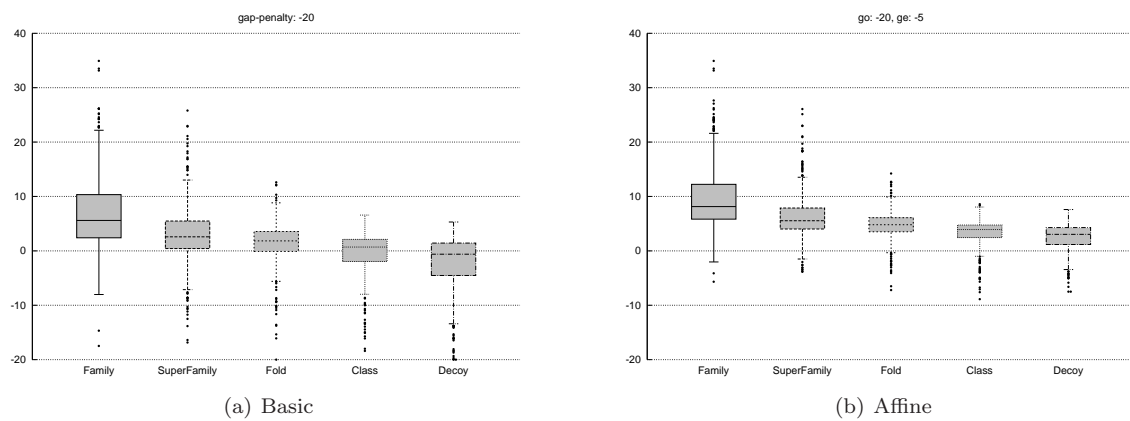 gap-penalty: -20
40
30
20
10
0
-10
-20
Family SuperFamily Fold Class Decoy
(a) Basic
go: -20, ge: -5
40
30
20
10
0
-10
-20
Family SuperFamily Fold Class Decoy
(b) Affine